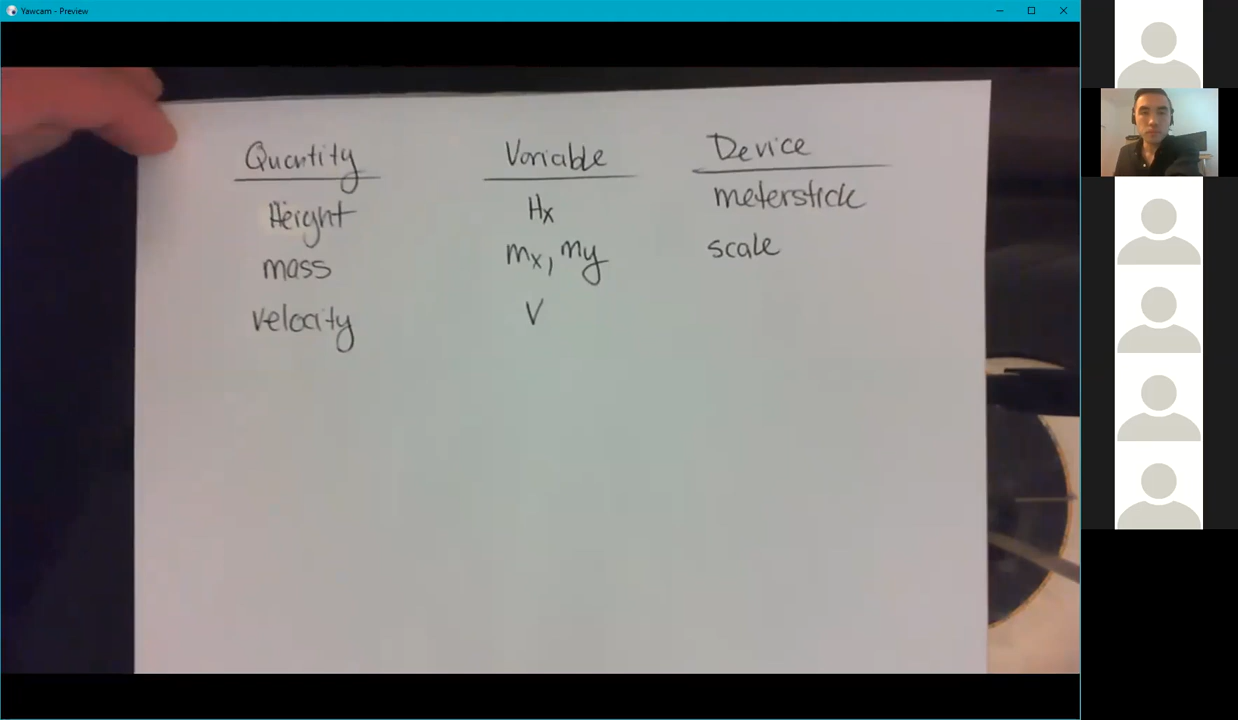 Yawcam - Preview
Quantity Variable Device
Height Hx meterstick
mass mx, my scale
velocity V